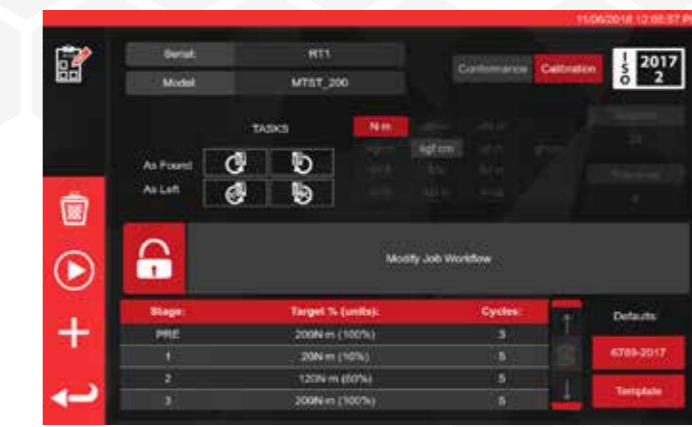 11/06/2018 12:05:57 PM
Serial: RT1
Model: MTST_200
Conformance Calibration
ISO 2017 2
TASKS
N·m
kgf·cm
As Found
As Left
Modify Job Workflow
Stage: Target % (units): Cycles:
PRE 200N·m (100%) 3
1 20N·m (10%) 5
2 120N·m (60%) 5
3 200N·m (100%) 5
Defaults:
6789-2017
Template